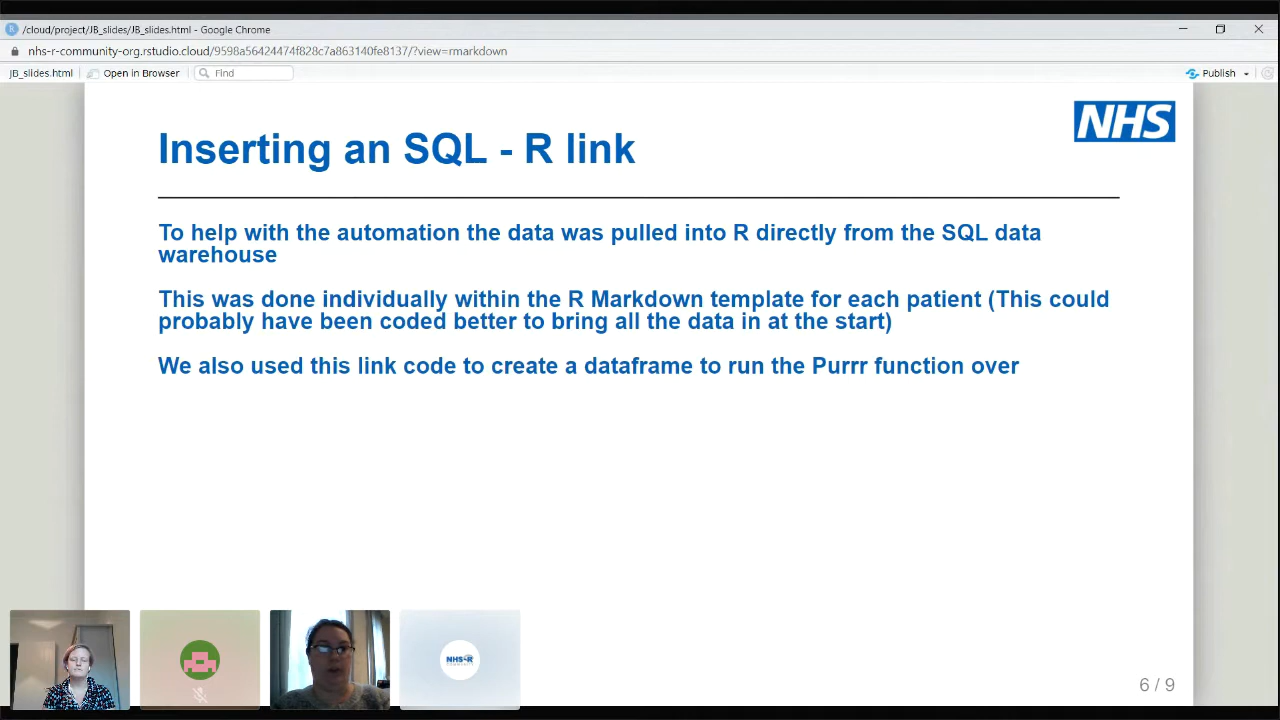 /cloud/project/JB_slides/JB_slides.html - Google Chrome
nhs-r-community-org.rstudio.cloud/9598a56424474f828c7a863140fe8137/?view=rmarkdown
JB_slides.html Open in Browser Find Publish
NHS
Inserting an SQL - R link
To help with the automation the data was pulled into R directly from the SQL data
warehouse
This was done individually within the R Markdown template for each patient (This could
probably have been coded better to bring all the data in at the start)
We also used this link code to create a dataframe to run the Purrr function over
NHS-R
COMMUNITY
6 / 9